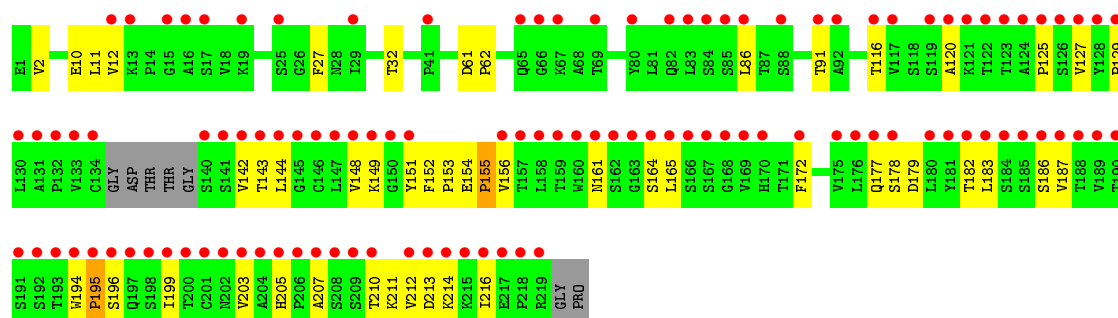 E1 V2 E10 L11 V12 K13 P14 G15 A16 S17 V18 K19 S25 G26 F27 N28 I29 T32 P41 D61 P62 Q65 G66 K67 A68 T69 Y80 L81 Q82 L83 S84 S85 L86 T87 S88 T91 A92 T116 V117 S118 S119 A120 K121 T122 T123 A124 P125 S126 V127 Y128 P129
L130 A131 P132 V133 C134 GLY ASP THR THR GLY S140 S141 V142 T143 L144 G145 C146 L147 V148 K149 G150 Y151 F152 P153 E154 P155 V156 T157 L158 T159 W160 N161 S162 G163 S164 L165 S166 S167 G168 V169 H170 T171 F172 V175 L176 Q177 S178 D179 L180 Y181 T182 L183 S184 S185 S186 V187 T188 V189 T190
S191 S192 T193 W194 P195 S196 Q197 S198 I199 T200 C201 N202 V203 A204 H205 P206 A207 S208 S209 T210 K211 V212 D213 K214 K215 I216 E217 P218 R219 GLY PRO